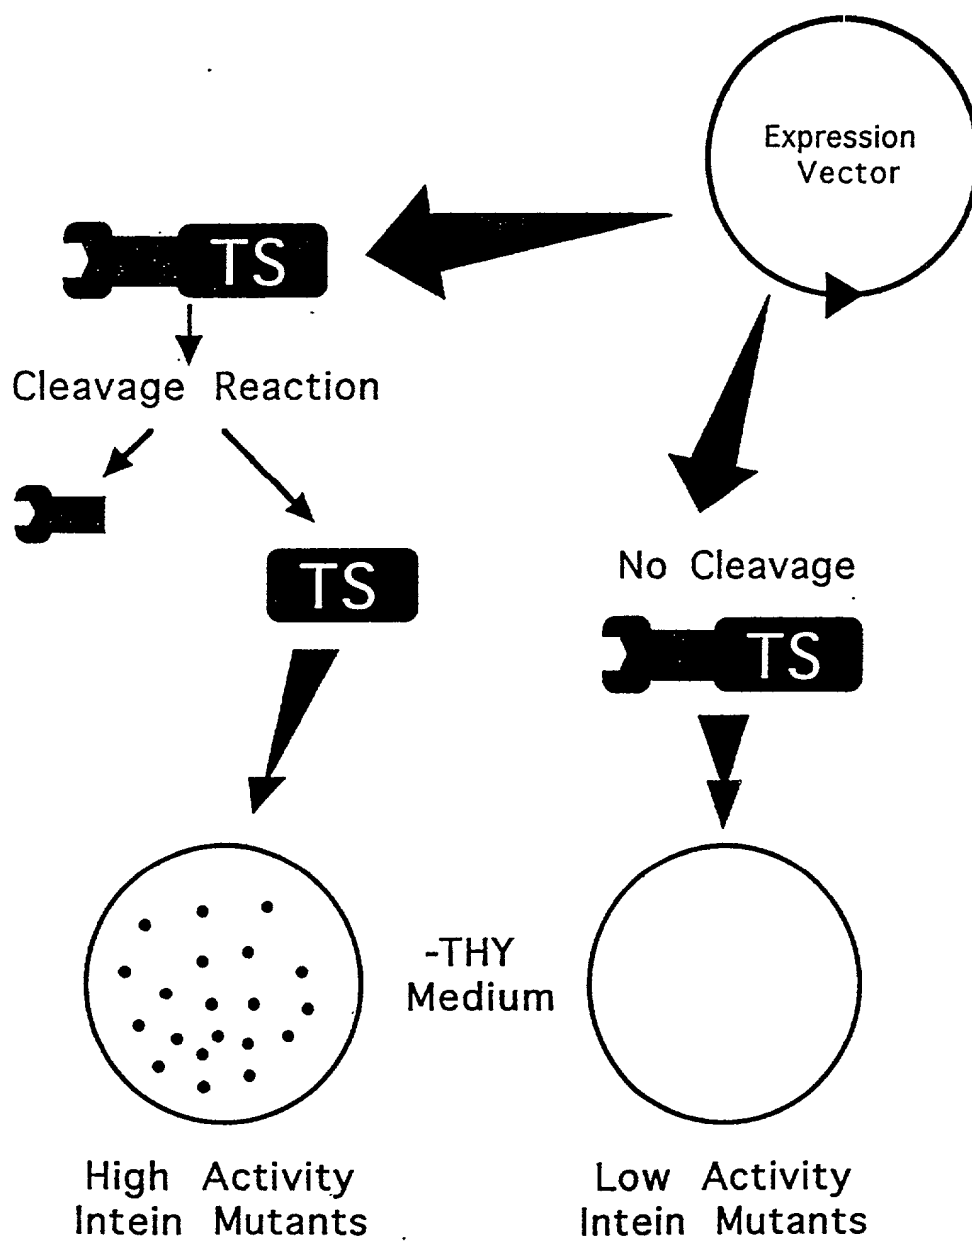 Expression
Vector
TS
Cleavage Reaction
TS
No Cleavage
TS
-THY
Medium
High Activity
Intein Mutants
Low Activity
Intein Mutants